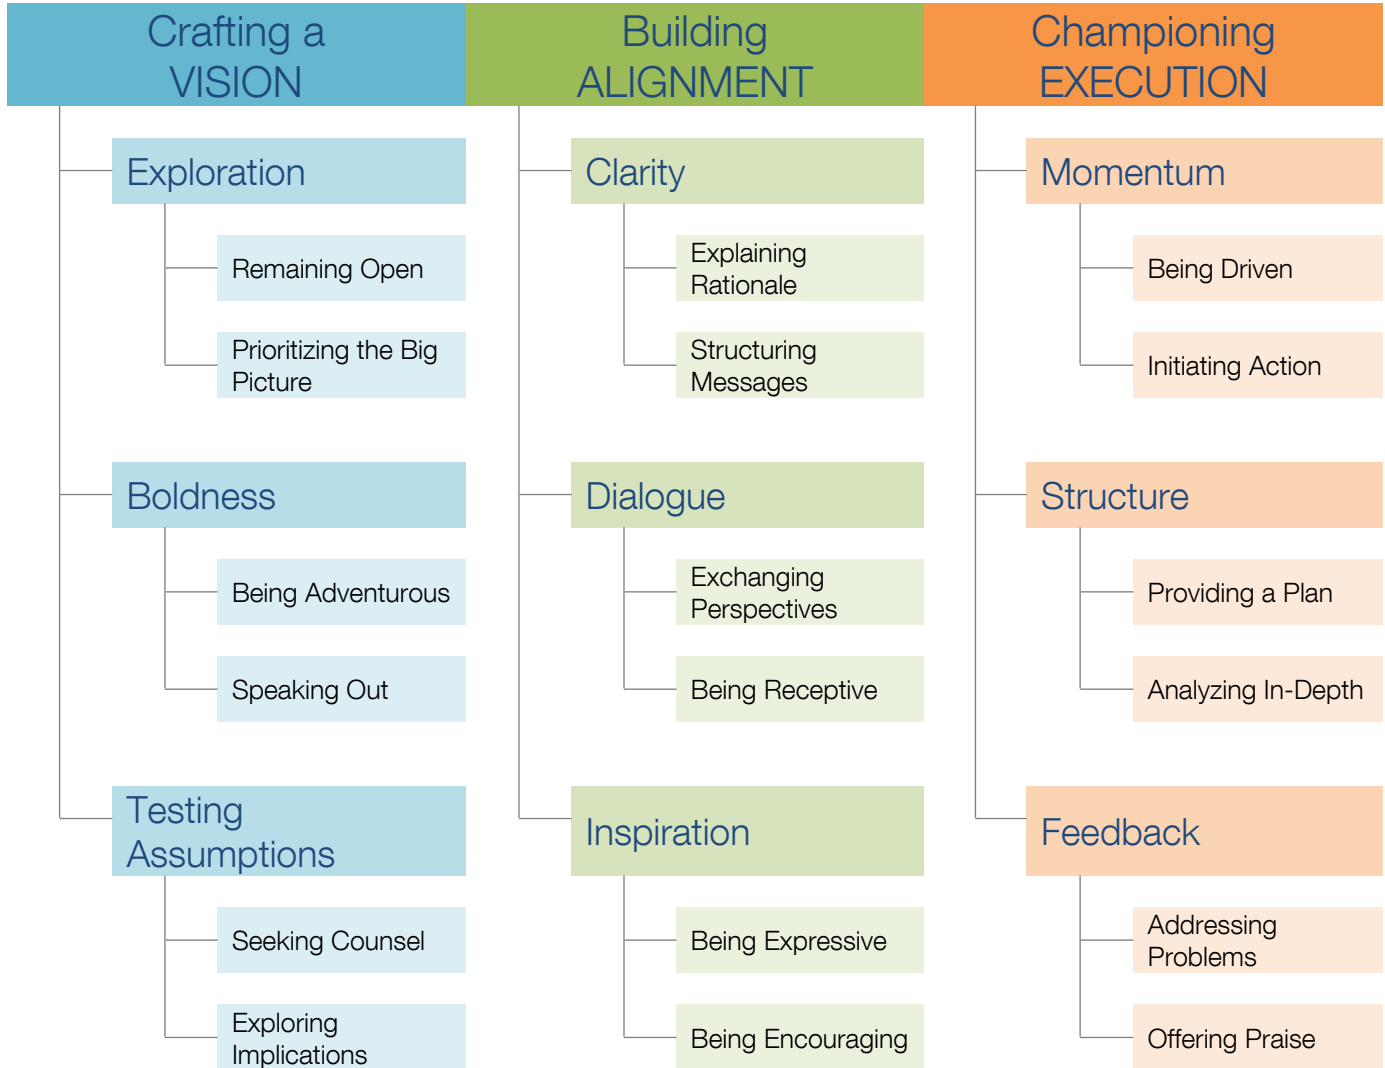 Crafting a
VISION
Exploration
Remaining Open
Prioritizing the Big
Picture
Boldness
Being Adventurous
Speaking Out
Testing
Assumptions
Seeking Counsel
Exploring
Implications
Building
ALIGNMENT
Clarity
Explaining
Rationale
Structuring
Messages
Dialogue
Exchanging
Perspectives
Being Receptive
Inspiration
Being Expressive
Being Encouraging
Championing
EXECUTION
Momentum
Being Driven
Initiating Action
Structure
Providing a Plan
Analyzing In-Depth
Feedback
Addressing
Problems
Offering Praise